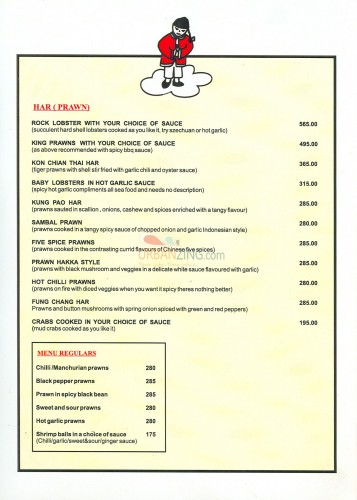 HAR ( PRAWN)
ROCK LOBSTER WITH YOUR CHOICE OF SAUCE 565.00
(succulent hard shell lobsters cooked as you like it, try szechuan or hot garlic)
KING PRAWNS WITH YOUR CHOICE OF SAUCE 495.00
(as above recommended with spicy bbq sauce)
KON CHIAN THAI HAR 365.00
(tiger prawns with shell stir fried with garlic chili and oyster sauce)
BABY LOBSTERS IN HOT GARLIC SAUCE 315.00
(spicy hot garlic compliments all sea food and needs no description)
KUNG PAO HAR 285.00
(prawns sauted in scallion , onions, cashew and spices enriched with a tangy flavour)
SAMBAL PRAWN 280.00
(prawns cooked in a tangy spicy sauce of chopped onion and garlic Indonesian style)
FIVE SPICE PRAWNS 285.00
(prawns cooked in the contrasting currid flavours of Chinese five spices)
PRAWN HAKKA STYLE 285.00
(prawns with black mushroom and veggies in a delicate white sauce flavoured with garlic)
HOT CHILLI PRAWNS 280.00
(prawns on fire with diced veggies when you want it spicy theres nothing better)
FUNG CHANG HAR 285.00
Prawns and button mushrooms with spring onion spiced with green and red peppers)
CRABS COOKED IN YOUR CHOICE OF SAUCE 195.00
(mud crabs cooked as you like it)
URBANZING.com
MENU REGULARS
Chilli /Manchurian prawns 280
Black pepper prawns 285
Prawn in spicy black bean 285
Sweet and sour prawns 280
Hot garlic prawns 280
Shrimp balls in a choice of sauce 175
(Chilli/garlic/sweet&sour/ginger sauce)